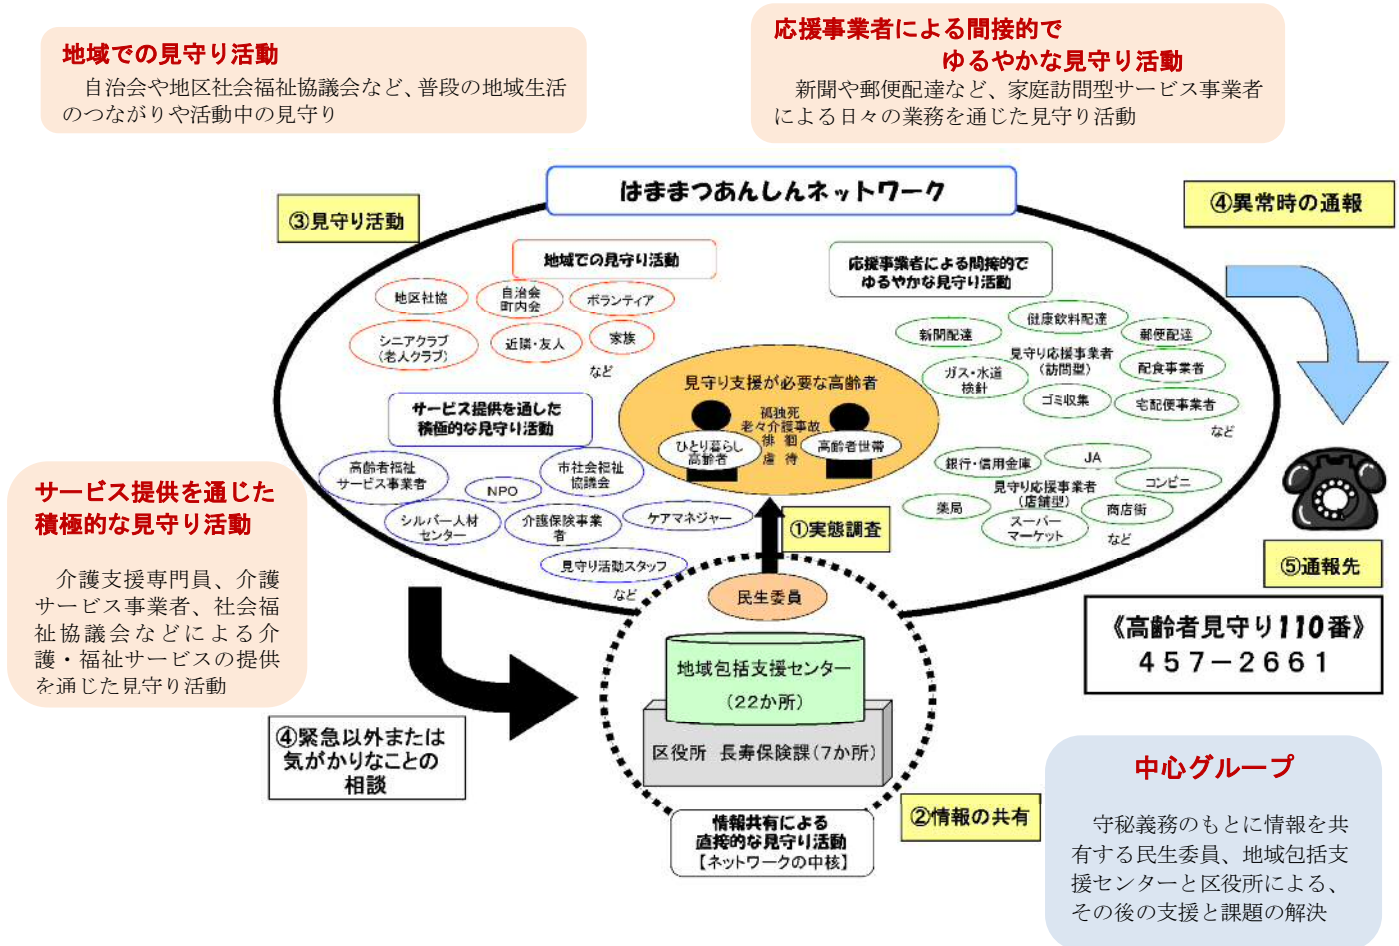 地域での見守り活動
自治会や地区社会福祉協議会など、普段の地域生活
のつながりや活動中の見守り
応援事業者による間接的で
ゆるやかな見守り活動
新聞や郵便配達など、家庭訪問型サービス事業者
による日々の業務を通じた見守り活動
はままつあんしんネットワーク
③見守り活動
④異常時の通報
地域での見守り活動
地区社協
自治会
町内会
ボランティア
シニアクラブ
(老人クラブ)
近隣・友人
家族
など
応援事業者による間接的で
ゆるやかな見守り活動
新聞配達
健康飲料配達
郵便配達
見守り応援事業者
(訪問型)
ガス・水道
検針
配食事業者
ゴミ収集
宅配便事業者
など
銀行・信用金庫
JA
コンビニ
見守り応援事業者
(店舗型)
薬局
スーパー
マーケット
商店街
など
見守り支援が必要な高齢者
孤独死
老々介護事故
徘徊
虐待
ひとり暮らし
高齢者
高齢者世帯
サービス提供を通した
積極的な見守り活動
高齢者福祉
サービス事業者
NPO
市社会福祉
協議会
シルバー人材
センター
介護保険事業
者
ケアマネジャー
見守り活動スタッフ
など
サービス提供を通じた
積極的な見守り活動
介護支援専門員、介護
サービス事業者、社会福
祉協議会などによる介
護・福祉サービスの提供
を通じた見守り活動
①実態調査
民生委員
地域包括支援センター
(22か所)
区役所 長寿保険課(7か所)
情報共有による
直接的な見守り活動
【ネットワークの中核】
②情報の共有
④緊急以外または
気がかりなことの
相談
⑤通報先
《高齢者見守り110番》
457-2661
中心グループ
守秘義務のもとに情報を共
有する民生委員、地域包括支
援センターと区役所による、
その後の支援と課題の解決